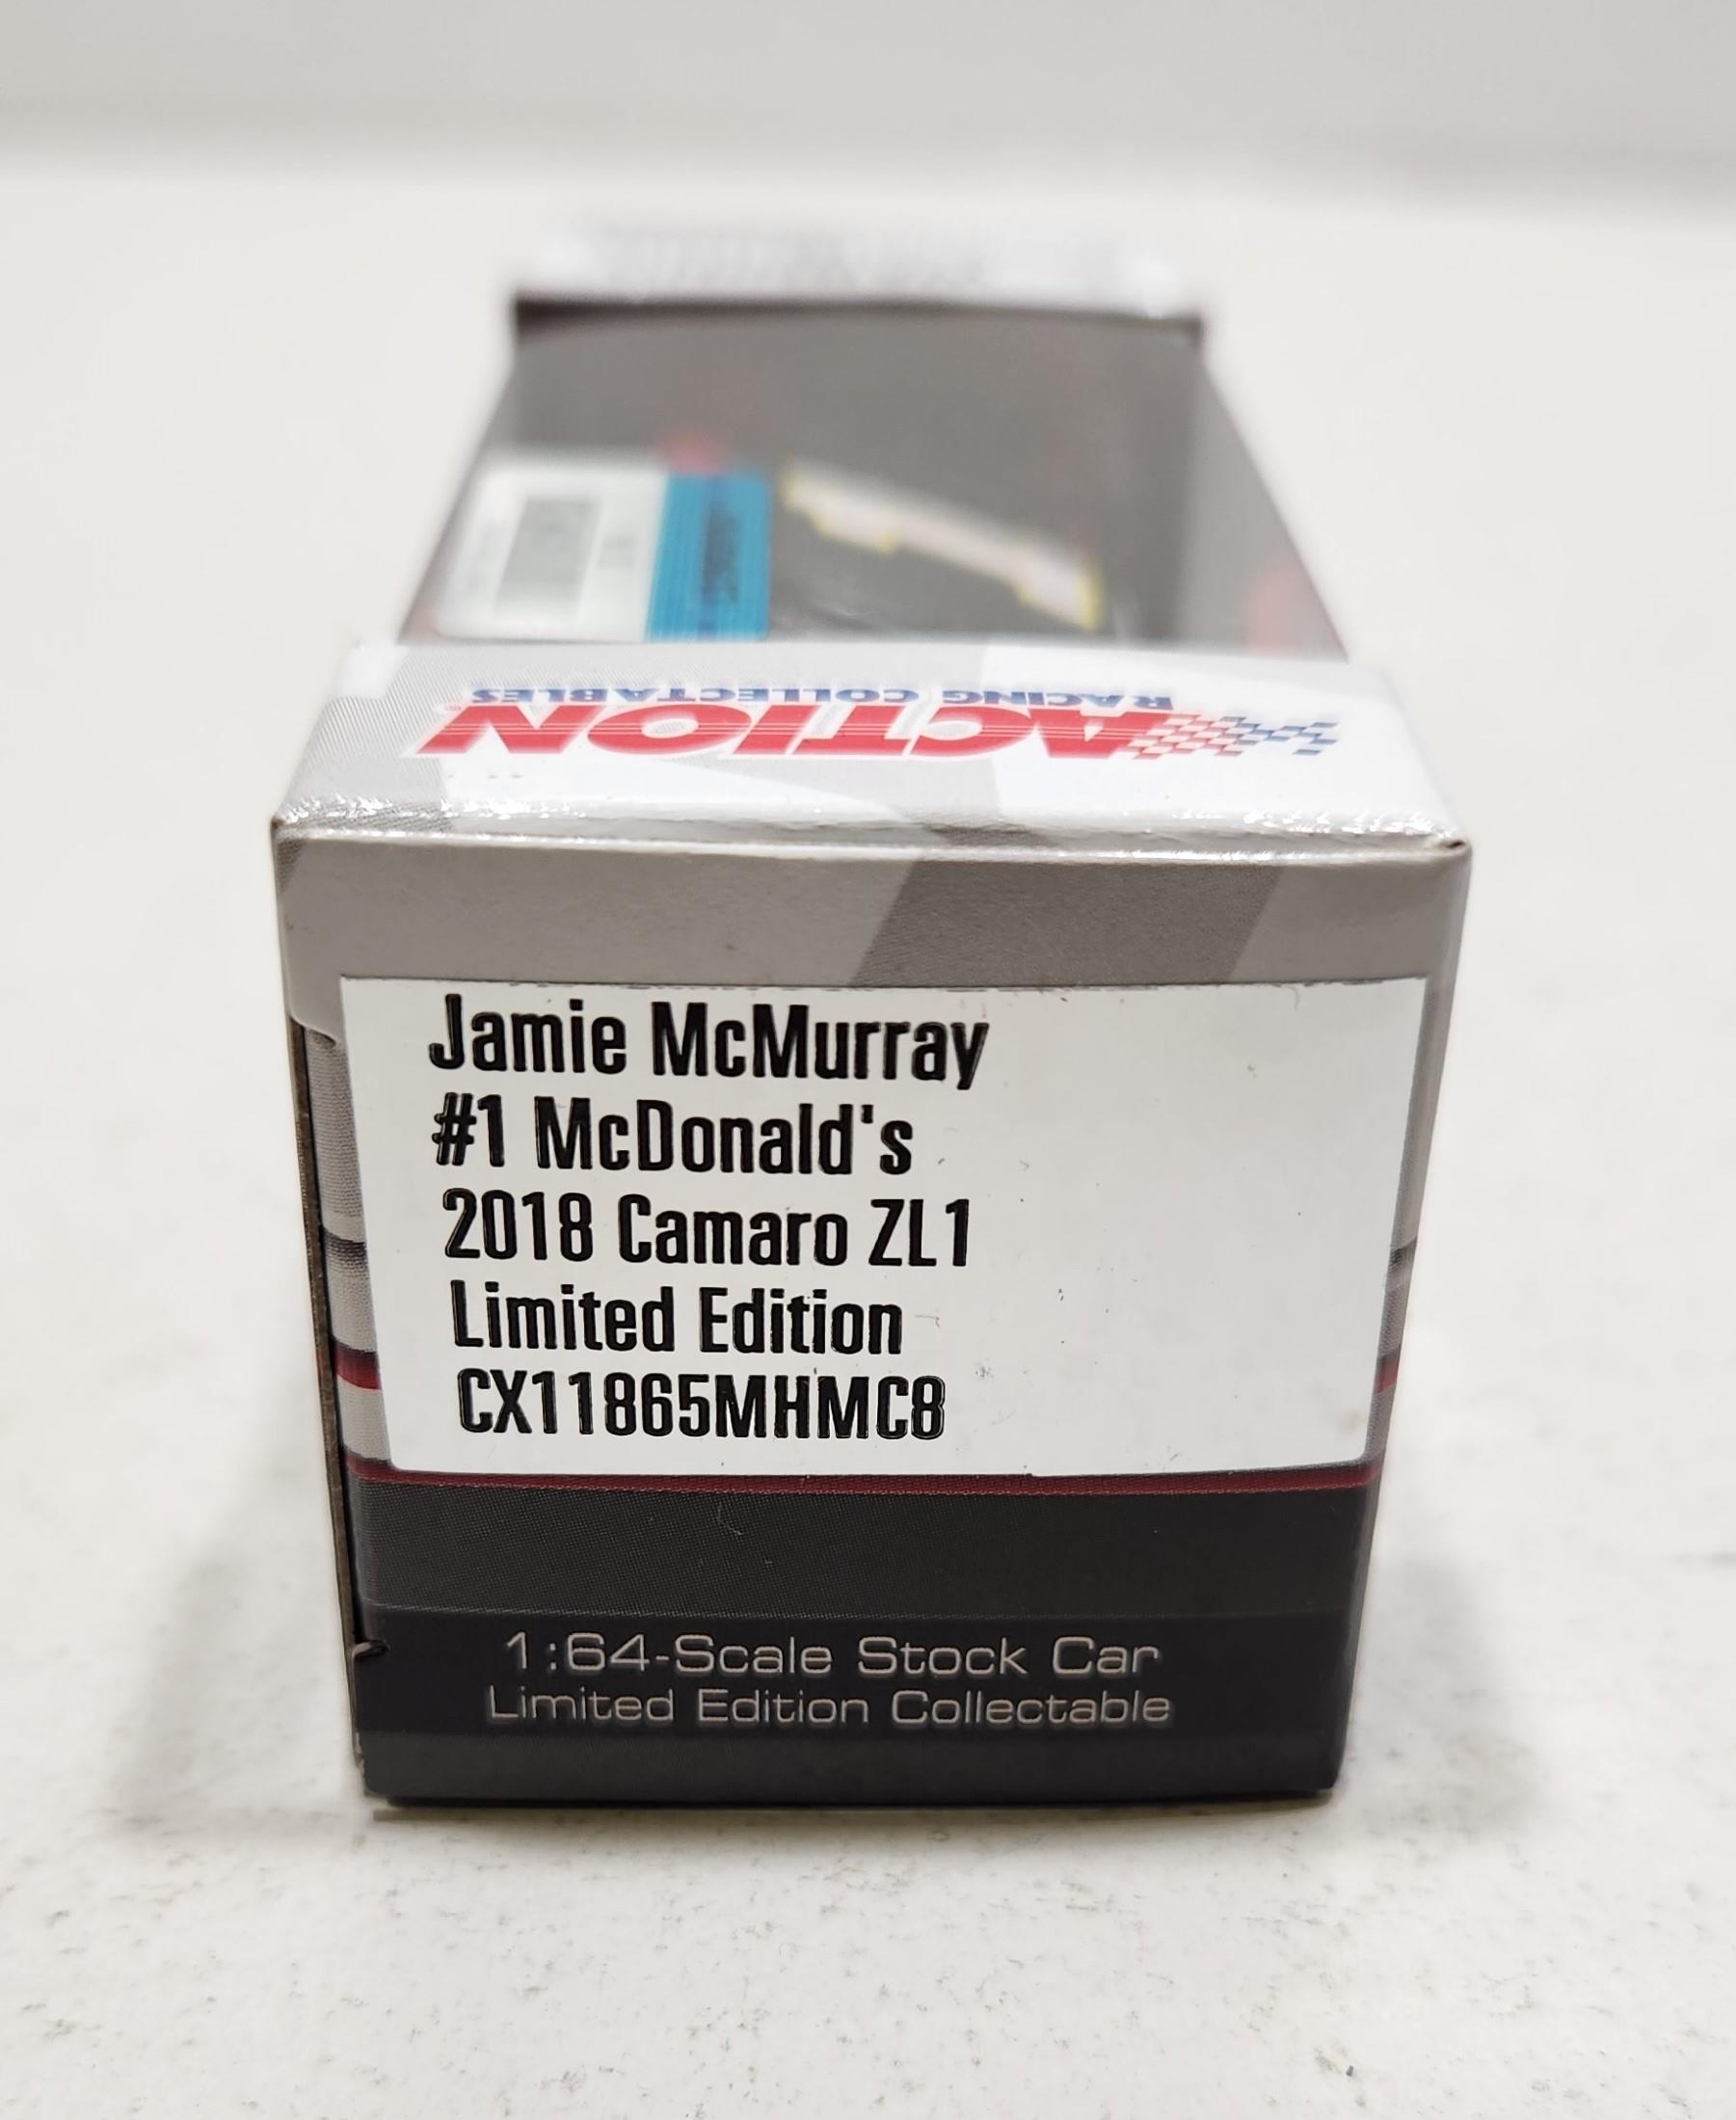 RACING COLLECTABLES
ACTION
Jamie McMurray
#1 McDonald's
2018 Camaro ZL1
Limited Edition
CX11865MHMC8
1:64-Scale Stock Car
Limited Edition Collectable